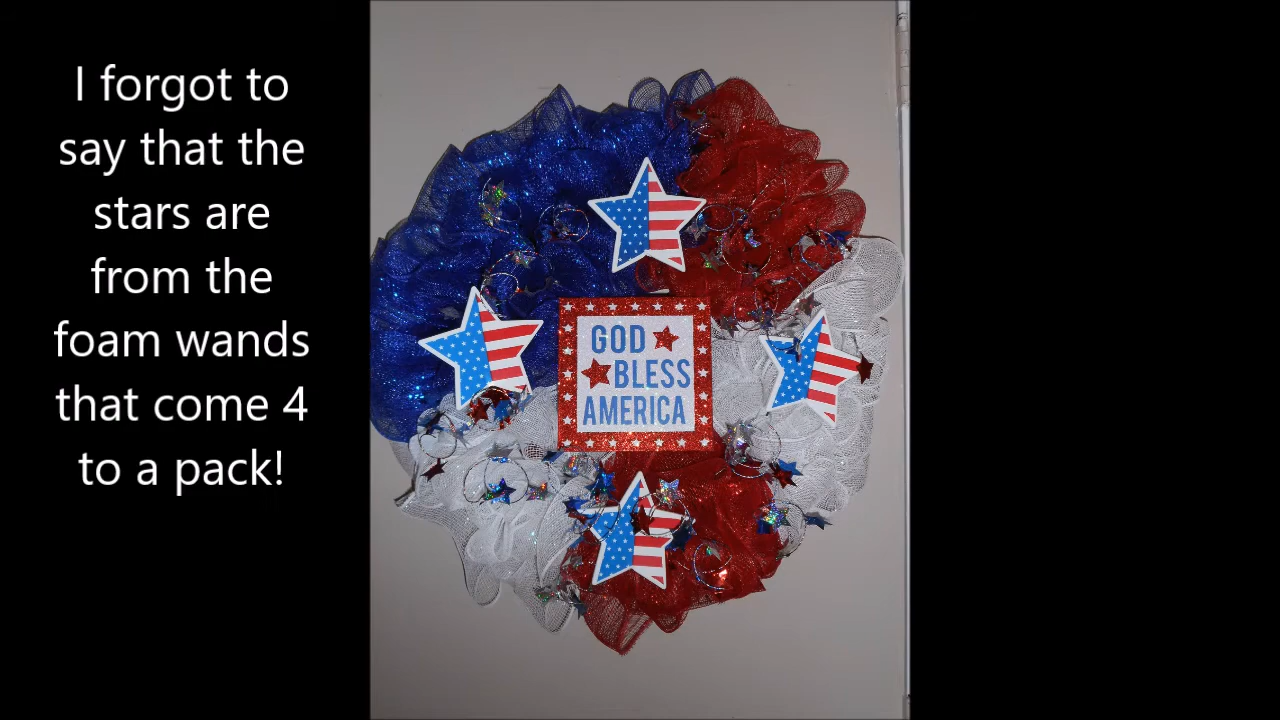 I forgot to
say that the
stars are
from the
foam wands
that come 4
to a pack!
GOD
BLESS
AMERICA